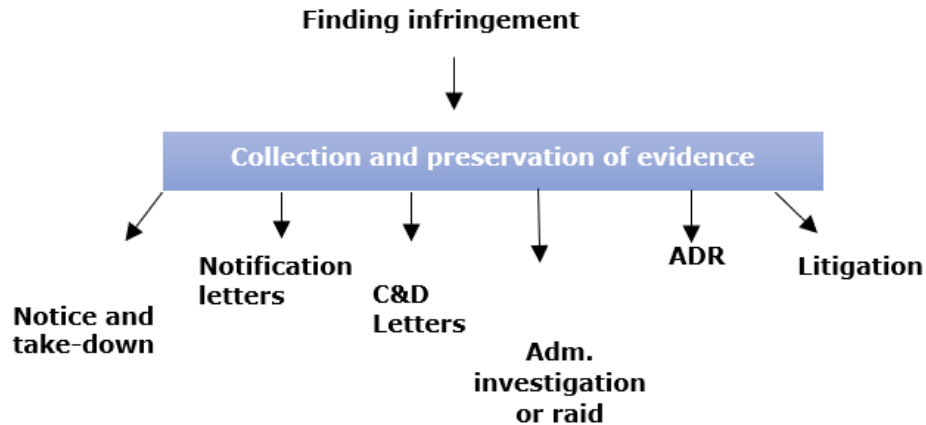 Finding infringement
Collection and preservation of evidence
Notice and
take-down
Notification
letters
C&D
Letters
Adm.
investigation
or raid
ADR
Litigation